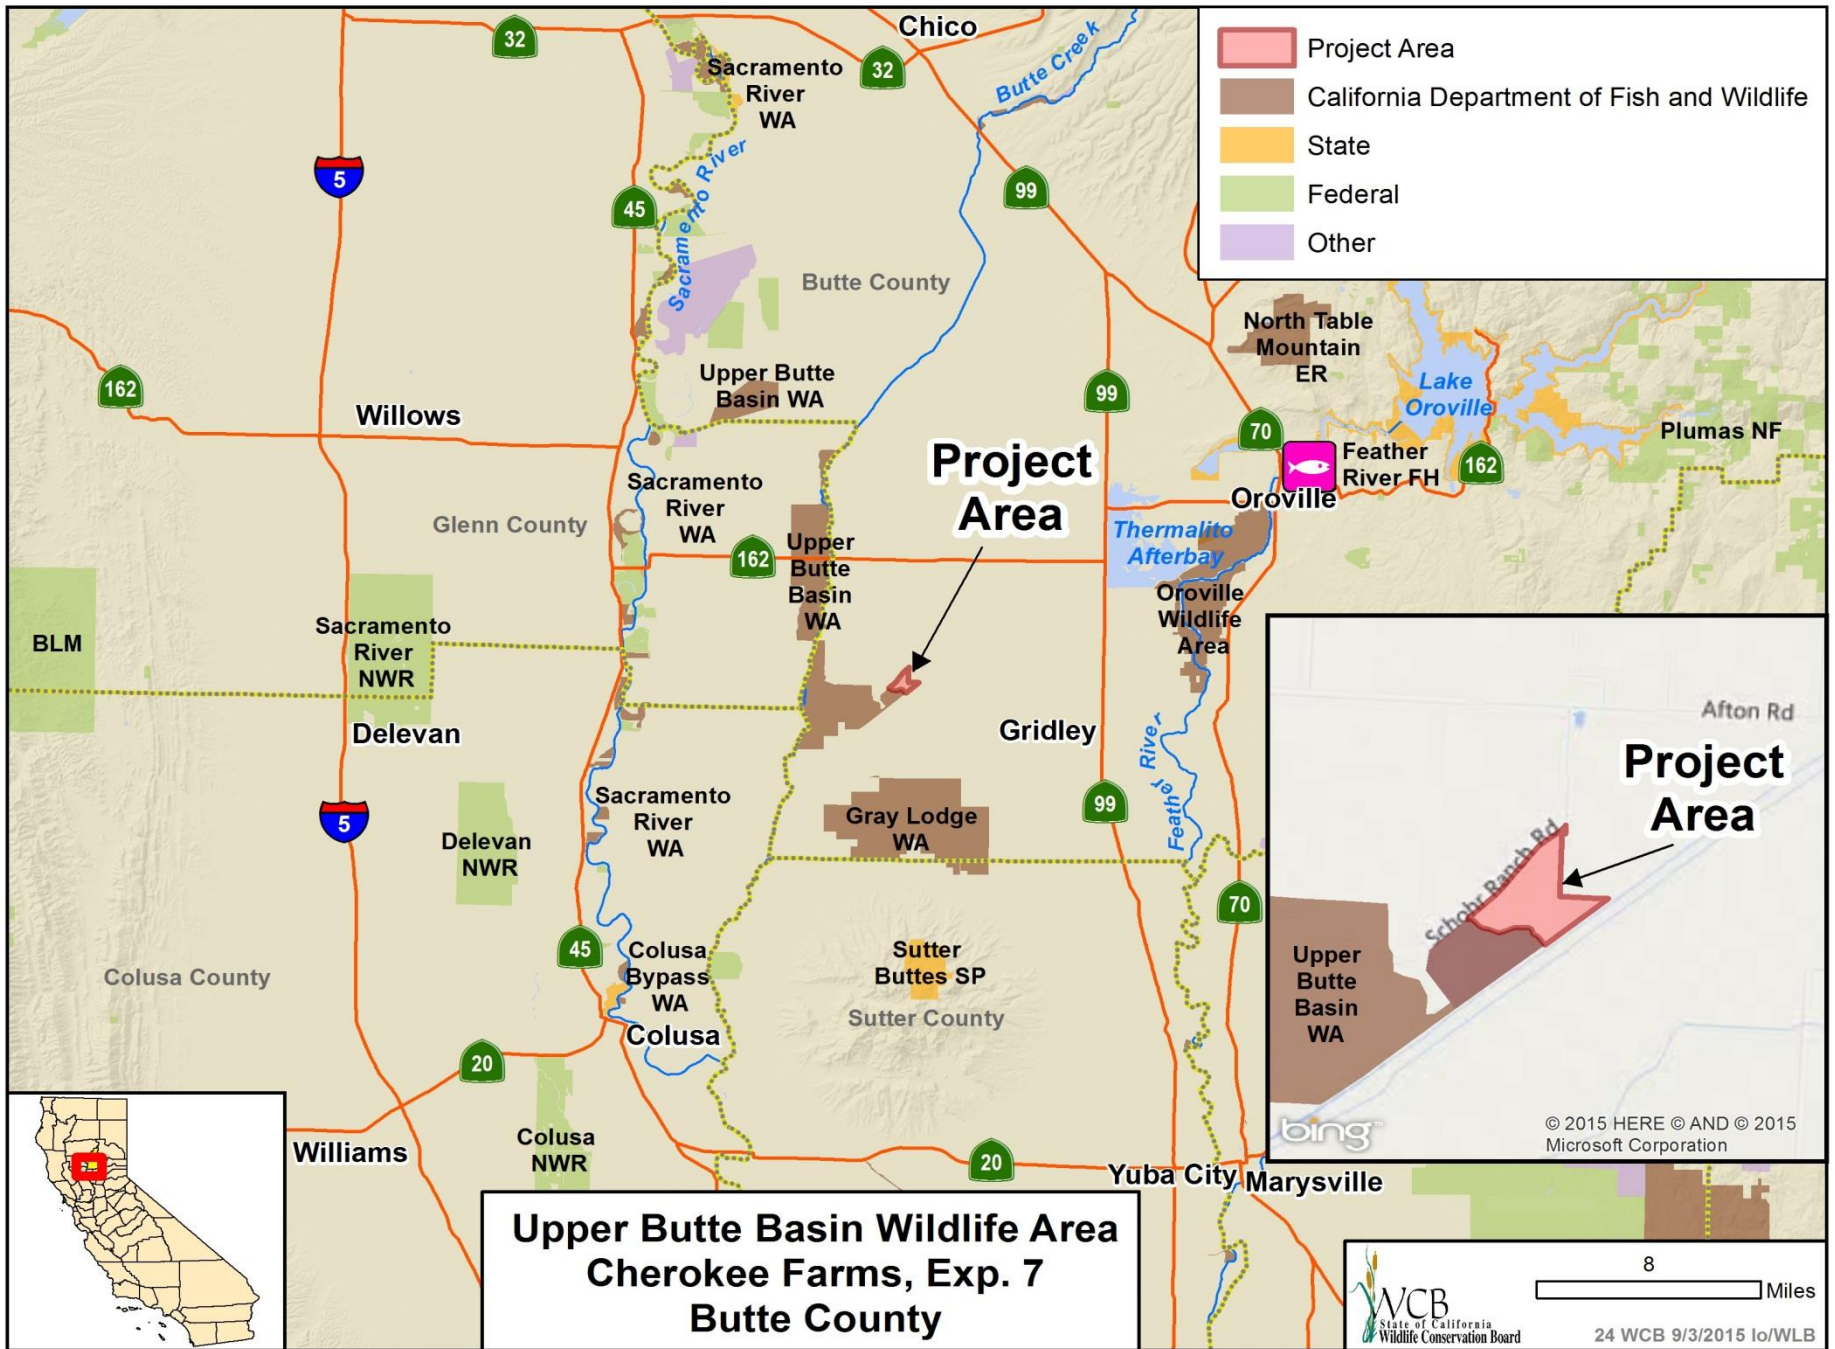 Project Area
California Department of Fish and Wildlife
State
Federal
Other
32
Chico
32
Butte Creek
Sacramento
River
WA
5
45
Sacramento River
99
Butte County
162
Willows
Upper Butte
Basin WA
99
North Table
Mountain
ER
Lake
Oroville
70
Feather
River FH
162
Plumas NF
Oroville
Project
Area
Glenn County
Sacramento
River
WA
162
Upper
Butte
Basin
WA
Thermalito
Afterbay
Oroville
Wildlife
Area
BLM
Sacramento
River
NWR
Delevan
Gridley
Feather River
5
Delevan
NWR
Sacramento
River
WA
Gray Lodge
WA
99
70
45
Colusa County
Colusa
Bypass
WA
Colusa
Sutter
Buttes SP
Sutter County
20
Williams
Colusa
NWR
20
Yuba City
Marysville
Afton Rd
Project
Area
Schohr Ranch Rd
Upper
Butte
Basin
WA
bing
© 2015 HERE © AND © 2015
Microsoft Corporation
Upper Butte Basin Wildlife Area
Cherokee Farms, Exp. 7
Butte County
WCB
State of California
Wildlife Conservation Board
8
Miles
24 WCB 9/3/2015 lo/WLB